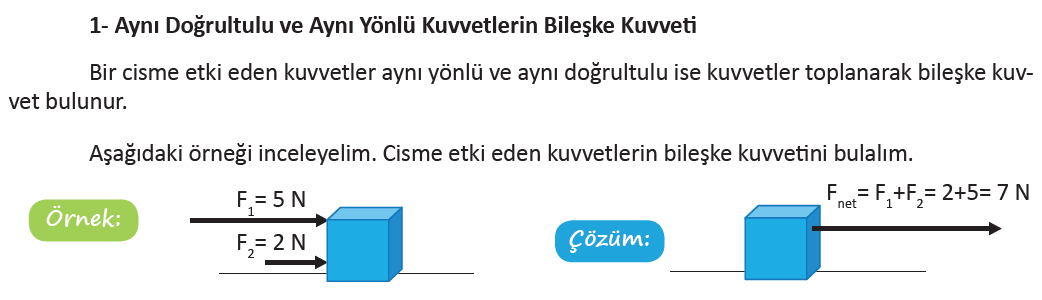 1- Aynı Doğrultulu ve Aynı Yönlü Kuvvetlerin Bileşke Kuvveti
Bir cisme etki eden kuvvetler aynı yönlü ve aynı doğrultulu ise kuvvetler toplanarak bileşke kuv-
vet bulunur.
Aşağıdaki örneği inceleyelim. Cisme etki eden kuvvetlerin bileşke kuvvetini bulalım.
Örnek:
F₁= 5 N
F₂= 2 N
Çözüm:
Fnet= F₁+F₂= 2+5= 7 N